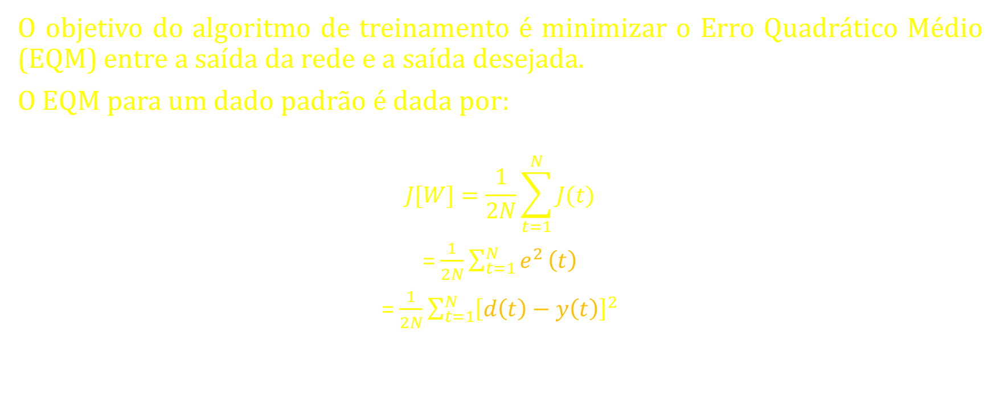 O objetivo do algoritmo de treinamento é minimizar o Erro Quadrático Médio
(EQM) entre a saída da rede e a saída desejada.
O EQM para um dado padrão é dada por:
J[W] = \frac{1}{2N} \sum_{t=1}^{N} J(t)
= \frac{1}{2N} \sum_{t=1}^{N} e^2 (t)
= \frac{1}{2N} \sum_{t=1}^{N} [d(t) − y(t)]^2